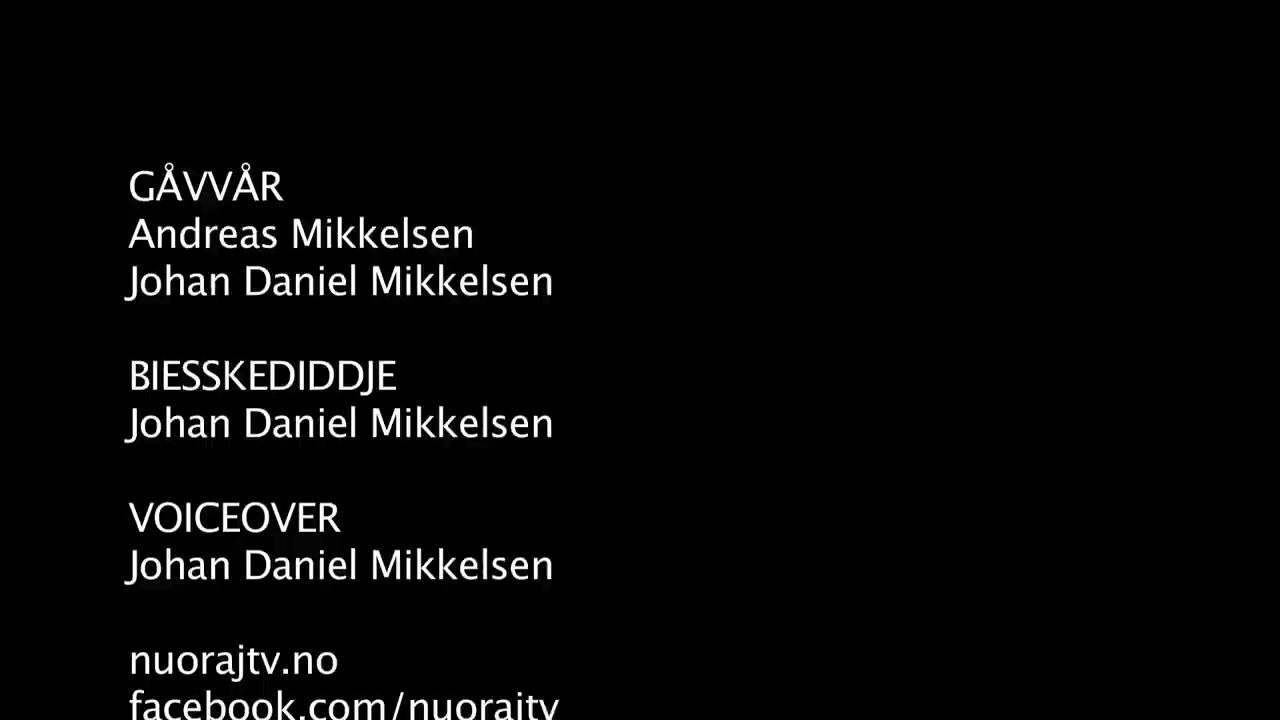 GÅVVÅR
Andreas Mikkelsen
Johan Daniel Mikkelsen
BIESSKEDIDDJE
Johan Daniel Mikkelsen
VOICEOVER
Johan Daniel Mikkelsen
nuorajtv.no
facebook.com/nuorajtv